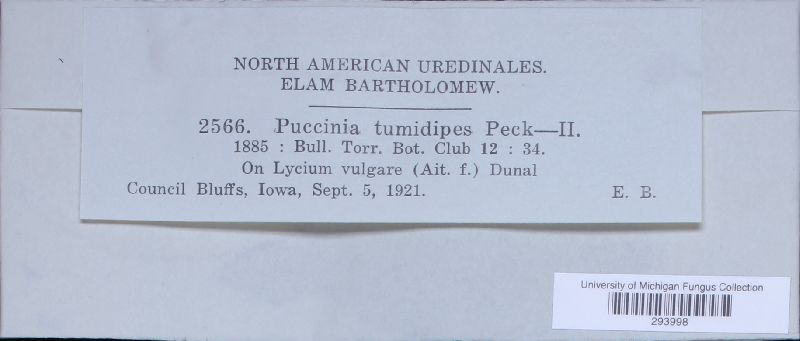 NORTH AMERICAN UREDINALES.
ELAM BARTHOLOMEW.
2566. Puccinia tumidipes Peck—II.
1885 : Bull. Torr. Bot. Club 12 : 34.
On Lycium vulgare (Ait. f.) Dunal
Council Bluffs, Iowa, Sept. 5, 1921. E. B.
University of Michigan Fungus Collection
293998